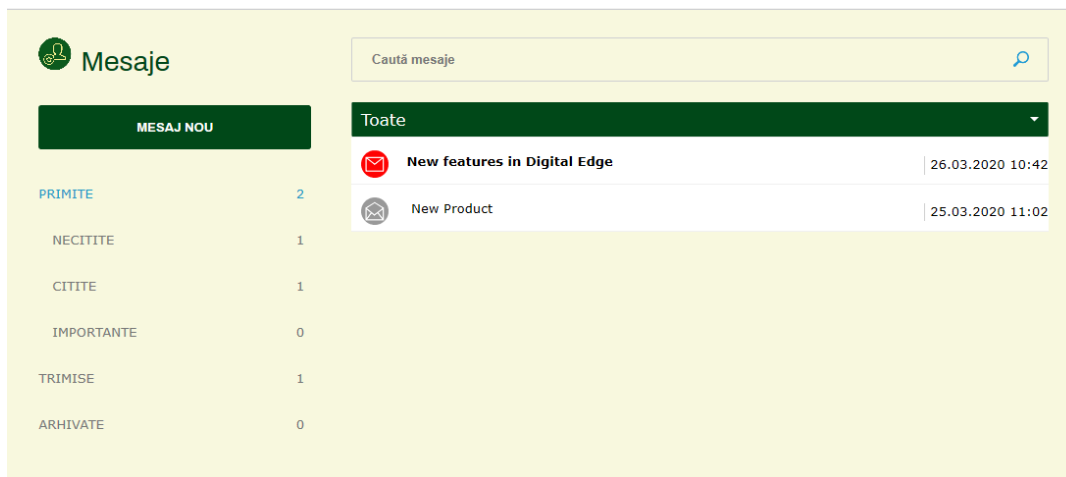 Mesaje
MESAJ NOU
PRIMITE 2
NECITITE 1
CITITE 1
IMPORTANTE 0
TRIMISE 1
ARHIVATE 0
Caută mesaje
Toate
New features in Digital Edge 26.03.2020 10:42
New Product 25.03.2020 11:02